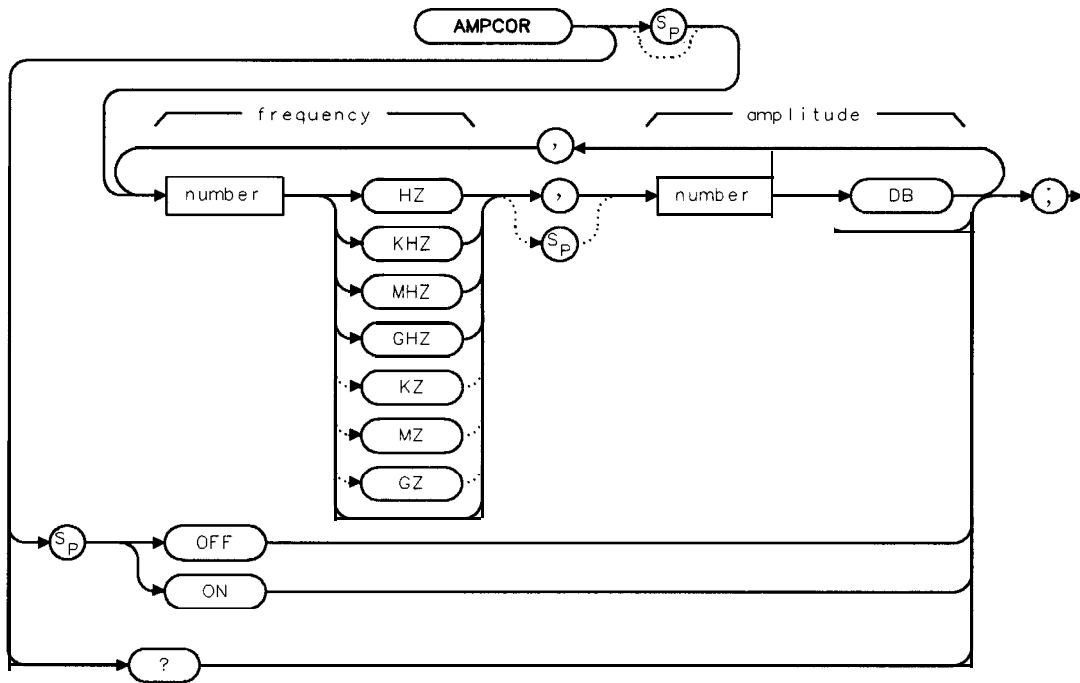 AMPCOR SP
frequency amplitude
,
number HZ , number DB ;
KHZ SP
MHZ
GHZ
KZ
MZ
GZ
SP OFF
ON
?